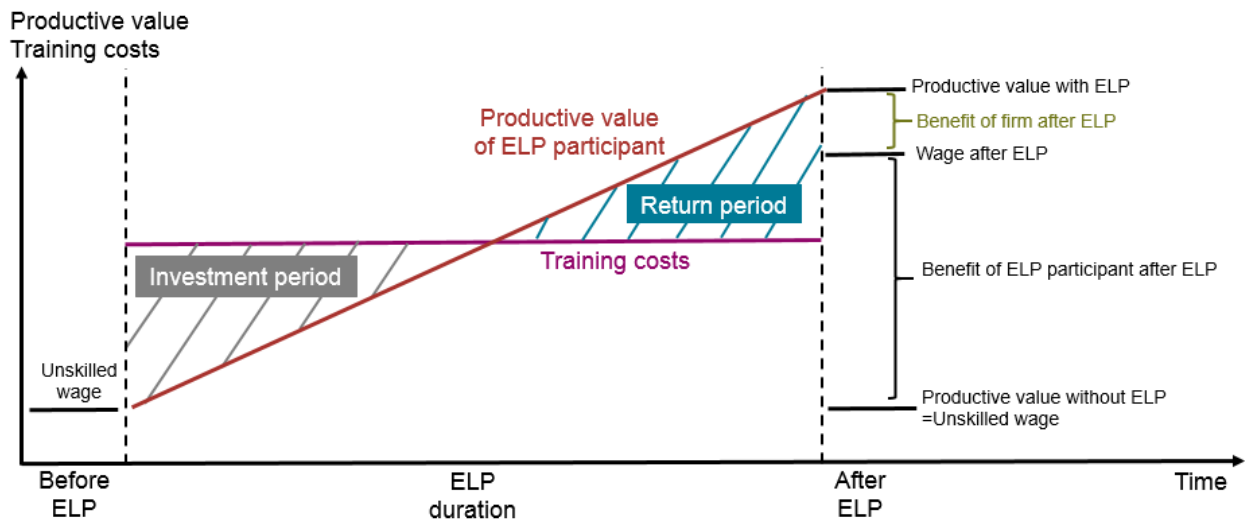 Productive value
Training costs
Productive value with ELP
Productive value
of ELP participant
Benefit of firm after ELP
Wage after ELP
Return period
Training costs
Investment period
Benefit of ELP participant after ELP
Unskilled
wage
Productive value without ELP
=Unskilled wage
Before
ELP
ELP
duration
After
ELP
Time